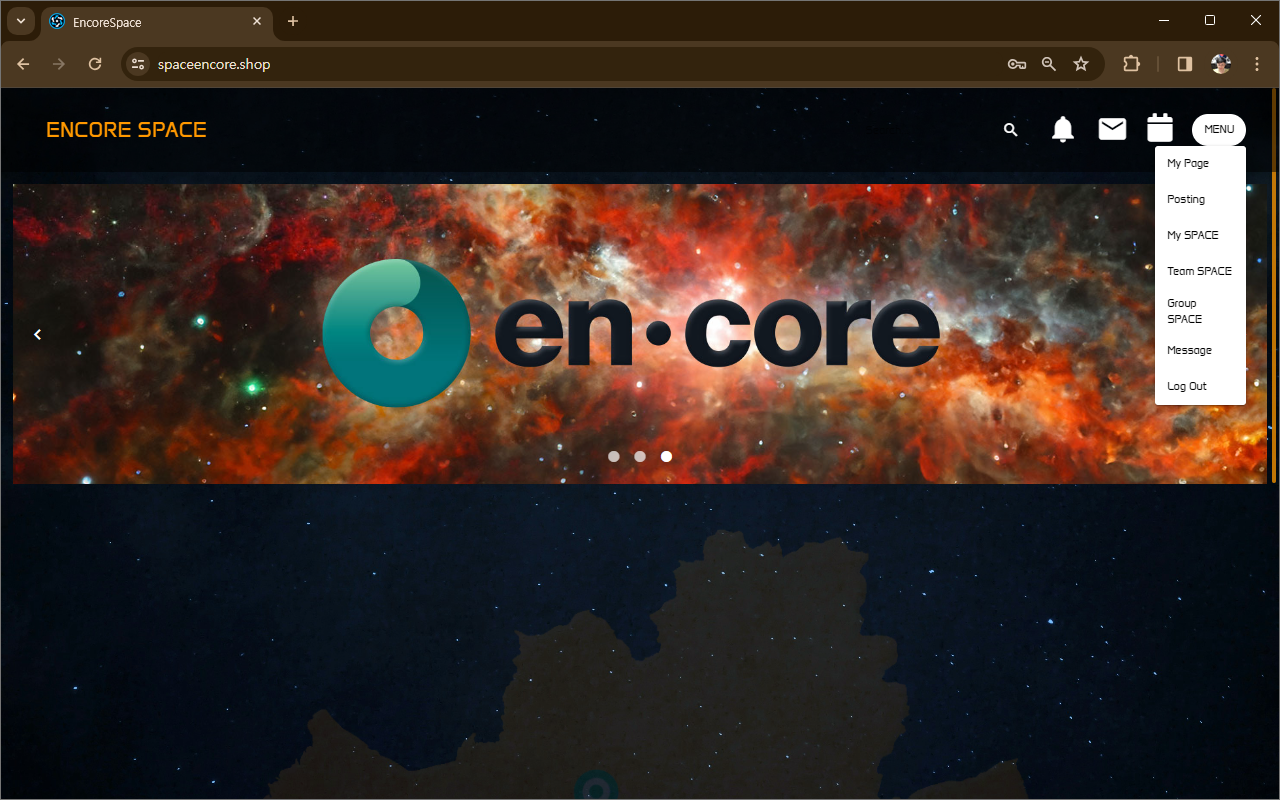 EncoreSpace
spaceencore.shop
ENCORE SPACE
MENU
My Page
Posting
My SPACE
Team SPACE
Group
SPACE
Message
Log Out
en·core